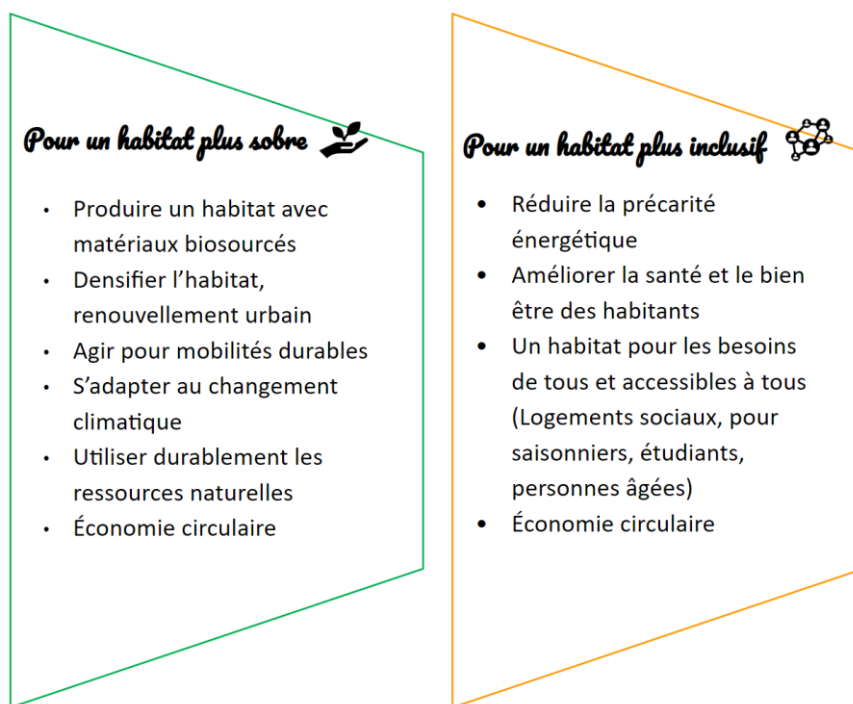 Pour un habitat plus sobre
• Produire un habitat avec
matériaux biosourcés
• Densifier l'habitat,
renouvellement urbain
• Agir pour mobilités durables
• S'adapter au changement
climatique
• Utiliser durablement les
ressources naturelles
• Économie circulaire
Pour un habitat plus inclusif
• Réduire la précarité
énergétique
• Améliorer la santé et le bien
être des habitants
• Un habitat pour les besoins
de tous et accessibles à tous
(Logements sociaux, pour
saisonniers, étudiants,
personnes âgées)
• Économie circulaire